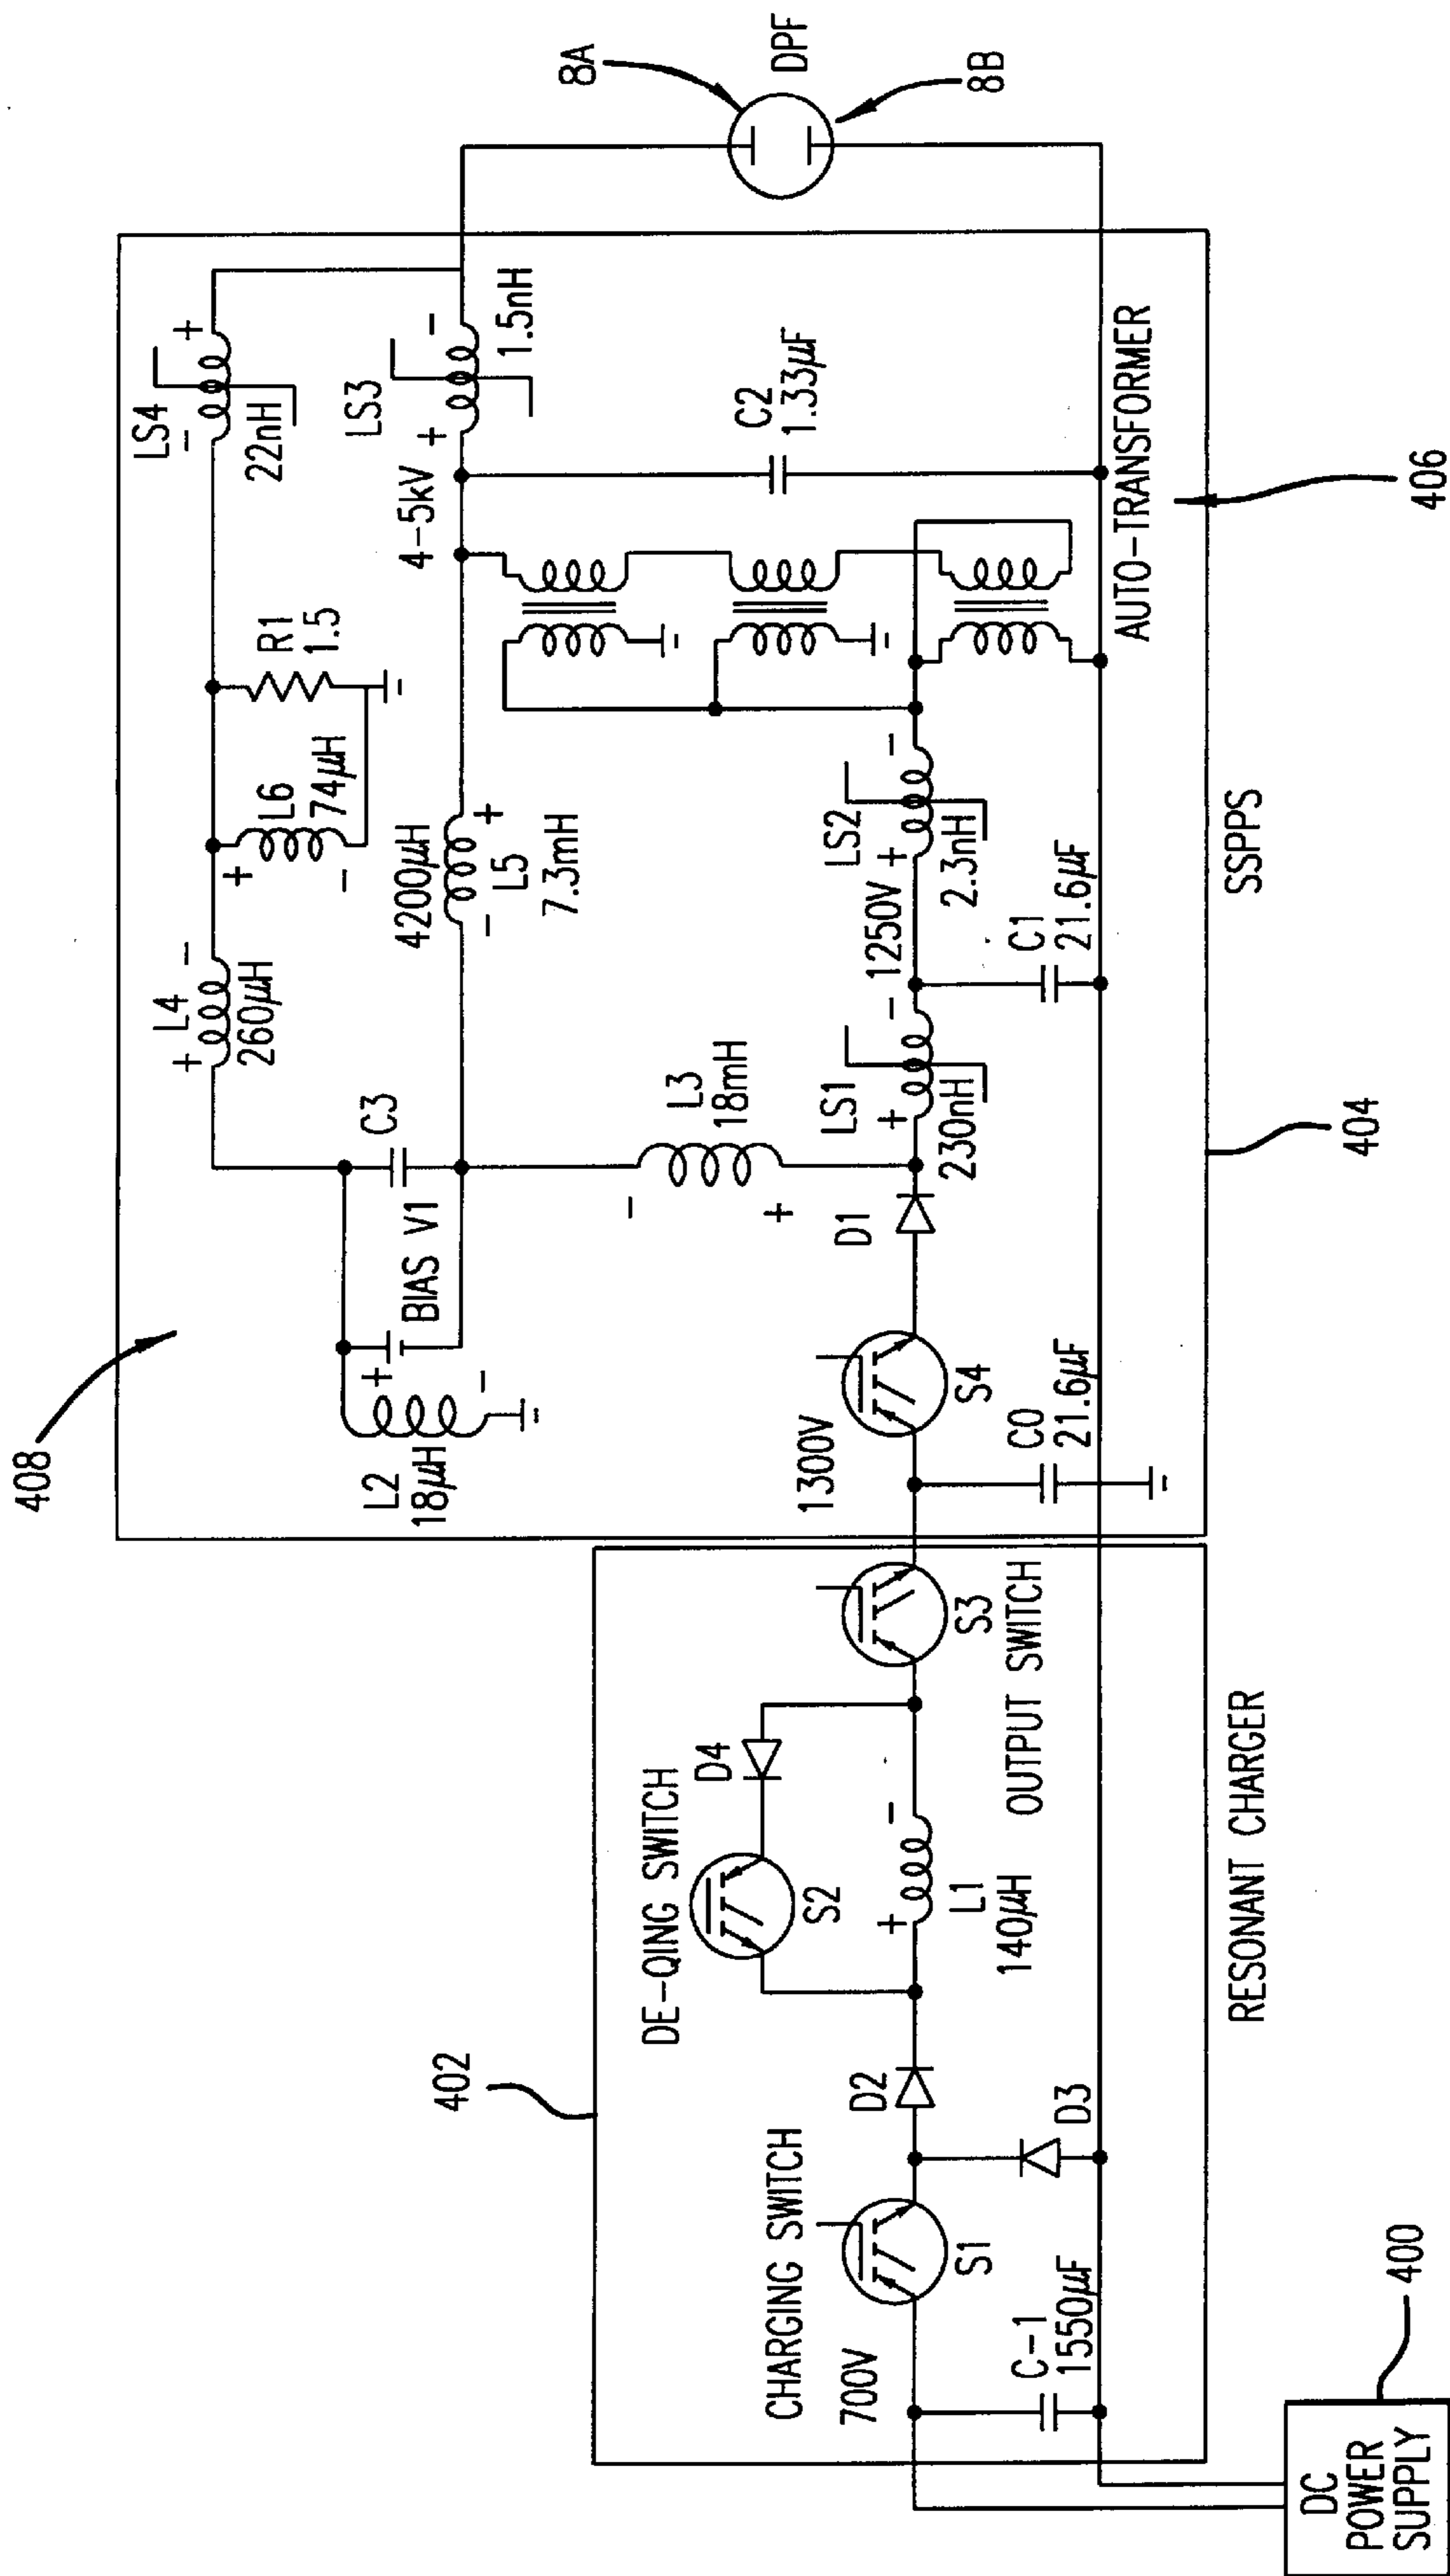 408
L2
18µH
+
-
BIAS V1
C3
+
L4
-
260µH
+
L6
74µH
-
R1
1.5
LS4
-
+
22nH
4200µH
-
L5
+
7.3mH
4-5kV
+
LS3
-
1.5nH
C2
1.33µF
8A
DPF
8B
-
L3
18mH
+
1300V
S4
C0
21.6µF
D1
LS1
+
-
230nH
1250V
C1
21.6µF
LS2
+
-
2.3nH
AUTO-TRANSFORMER
406
SSPPS
404
402
CHARGING SWITCH
700V
S1
C-1
1550µF
D2
D3
DE-QING SWITCH
S2
D4
+
L1
-
140µH
S3
OUTPUT SWITCH
RESONANT CHARGER
DC
POWER
SUPPLY
400